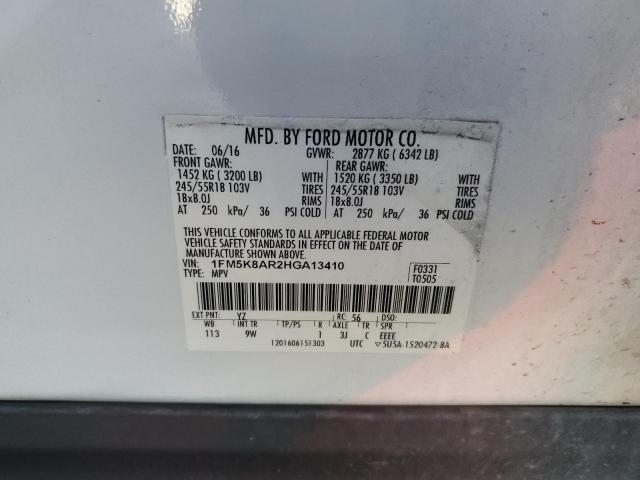 MFD. BY FORD MOTOR CO.
DATE: 06/16 GVWR: 2877 KG ( 6342 LB)
FRONT GAWR: REAR GAWR:
1452 KG ( 3200 LB) WITH 1520 KG ( 3350 LB) WITH
245/55R18 103V TIRES 245/55R18 103V TIRES
18x8.0J RIMS 18x8.0J RIMS
AT 250 kPa/ 36 PSI COLD AT 250 kPa/ 36 PSI COLD
THIS VEHICLE CONFORMS TO ALL APPLICABLE FEDERAL MOTOR
VEHICLE SAFETY STANDARDS IN EFFECT ON THE DATE OF
MANUFACTURE SHOWN ABOVE.
VIN: 1FM5K8AR2HGA13410 F0331
TYPE: MPV T0505
EXT PNT: YZ RC: 56 DSO:
WB INT TR TP/PS R AXLE TR SPR
113 9W 1 3J C EEEE
1201606151303 UTC ▽5U5A-1520472-BA